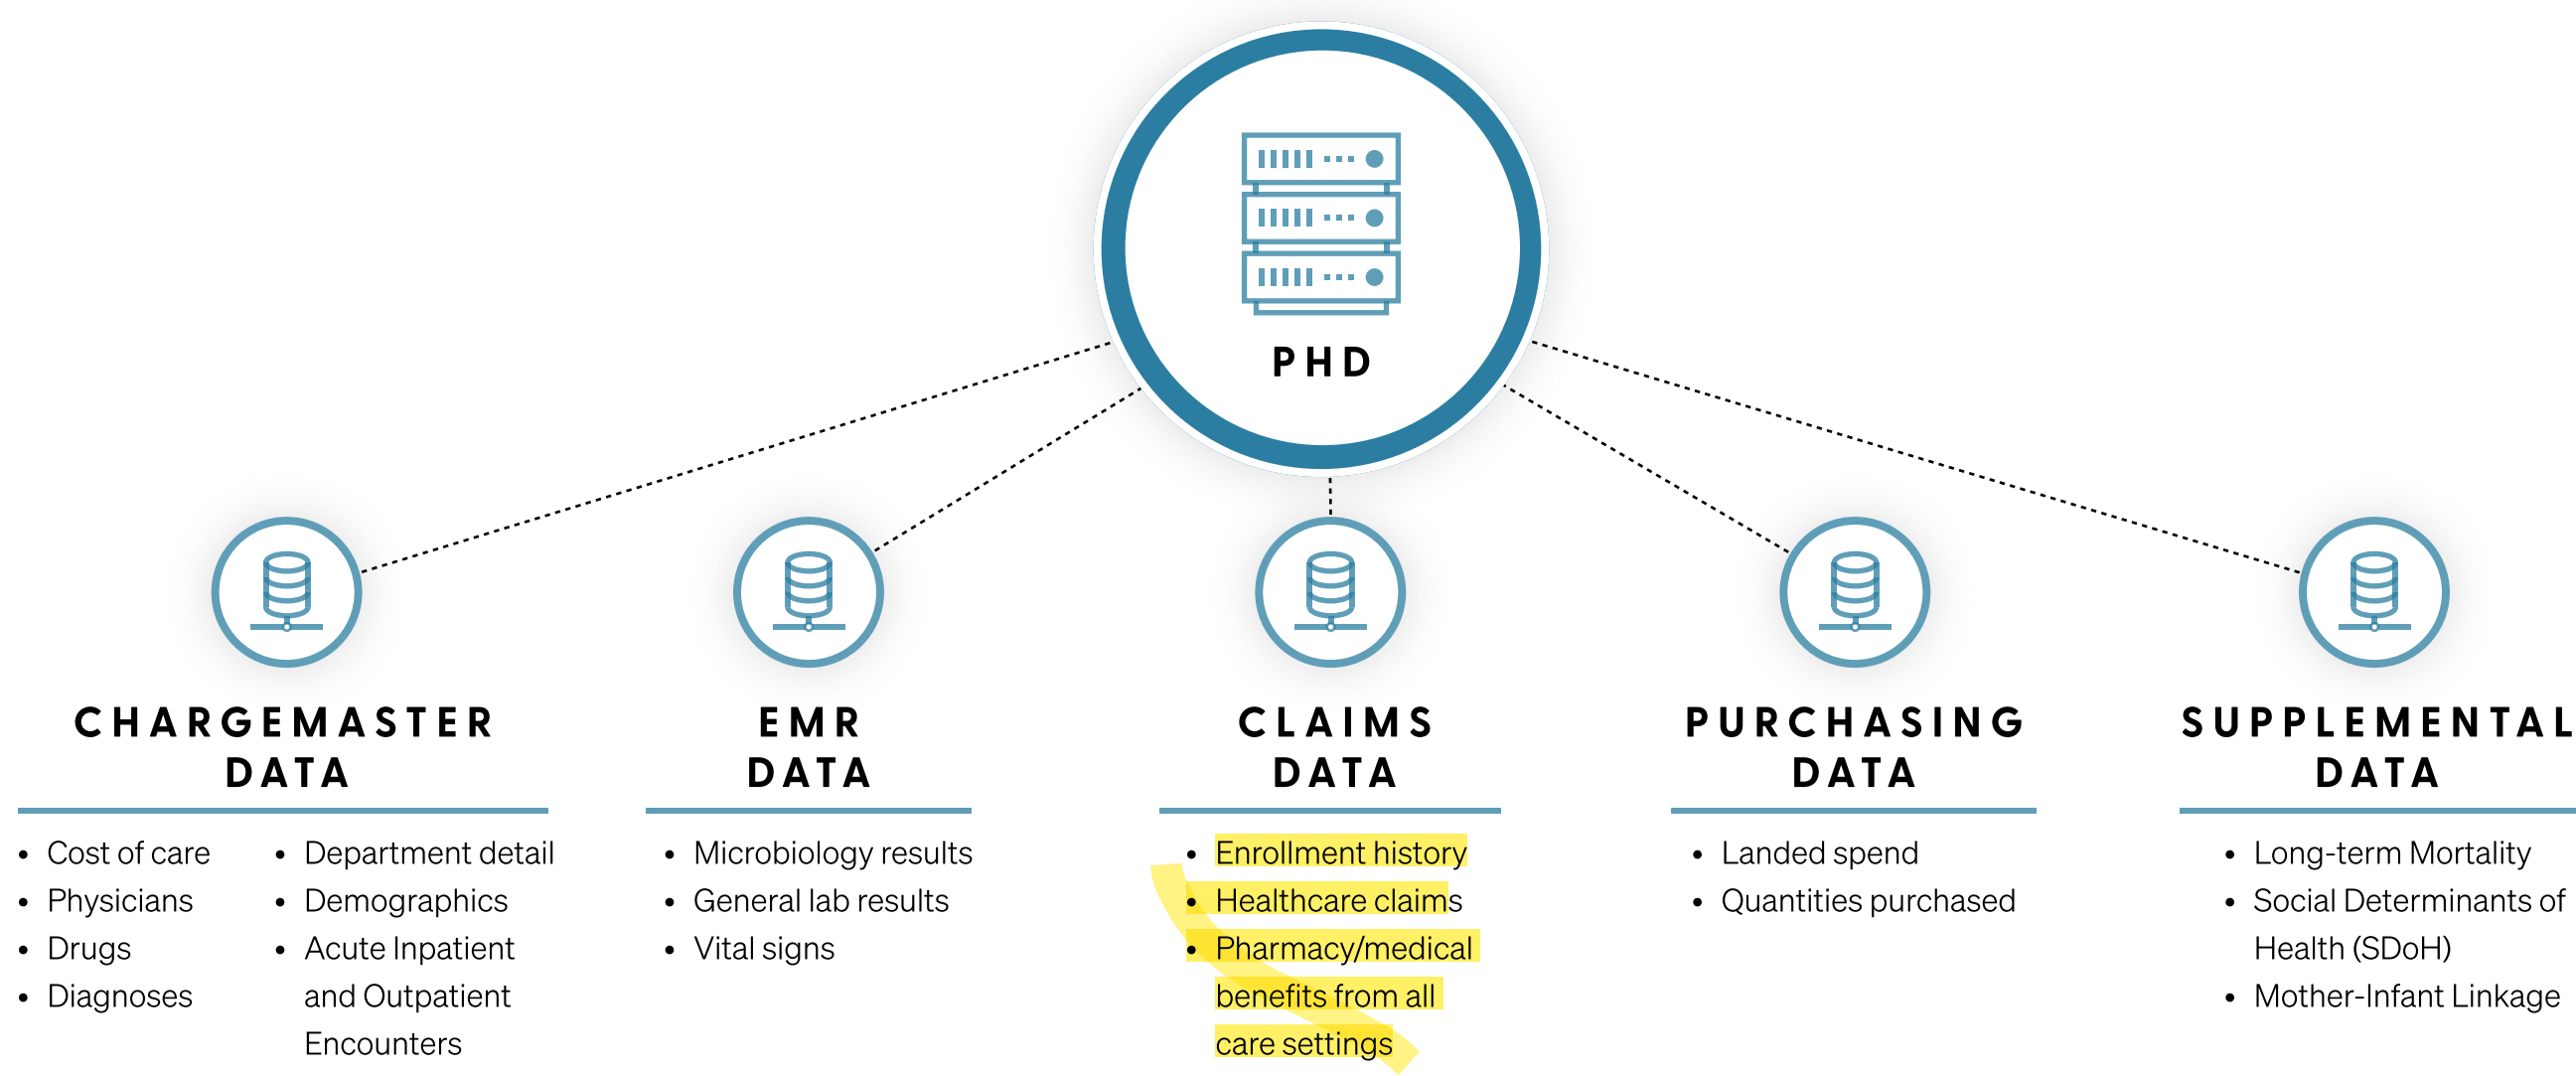 PHD
CHARGEMASTER
DATA
• Cost of care
• Physicians
• Drugs
• Diagnoses
• Department detail
• Demographics
• Acute Inpatient
and Outpatient
Encounters
EMR
DATA
• Microbiology results
• General lab results
• Vital signs
CLAIMS
DATA
• Enrollment history
• Healthcare claims
• Pharmacy/medical
benefits from all
care settings
PURCHASING
DATA
• Landed spend
• Quantities purchased
SUPPLEMENTAL
DATA
• Long-term Mortality
• Social Determinants of
Health (SDoH)
• Mother-Infant Linkage